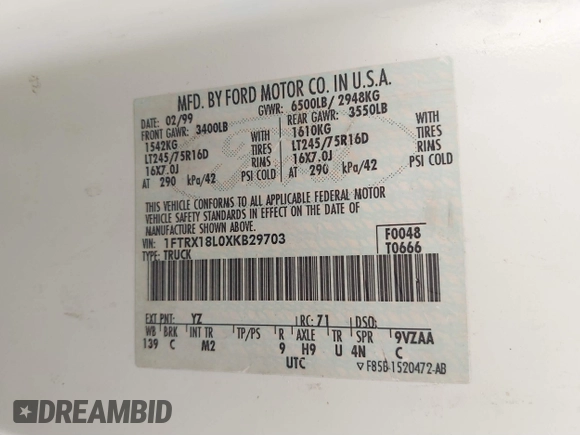 MFD. BY FORD MOTOR CO. IN U.S.A.
DATE: 02/99 GVWR: 6500LB/ 2948KG
FRONT GAWR: 3400LB REAR GAWR: 3550LB
1542KG WITH 1610KG WITH
LT245/75R16D TIRES LT245/75R16D TIRES
16X7.0J RIMS 16X7.0J RIMS
AT 290 kPa/42 PSI COLD AT 290 kPa/42 PSI COLD
THIS VEHICLE CONFORMS TO ALL APPLICABLE FEDERAL MOTOR
VEHICLE SAFETY STANDARDS IN EFFECT ON THE DATE OF
MANUFACTURE SHOWN ABOVE.
VIN: 1FTRX18L0XKB29703 F0048
TYPE: TRUCK T0666
EXT PNT: YZ RC: 71 DSO:
WB BRK INT TR TP/PS R AXLE TR SPR 9VZAA
139 C M2 9 H9 U 4N C
UTC F85B-1520472-AB
DREAMBID